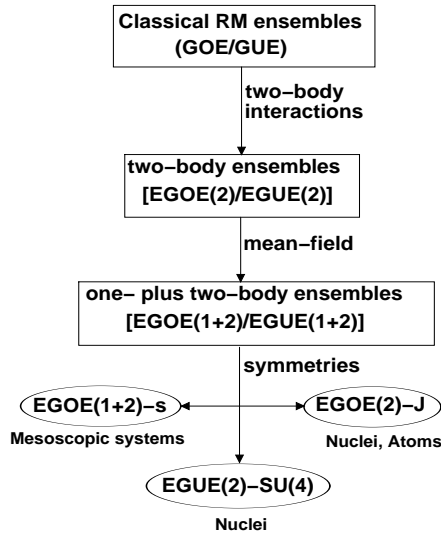 Classical RM ensembles
(GOE/GUE)
two−body
interactions
two−body ensembles
[EGOE(2)/EGUE(2)]
mean−field
one− plus two−body ensembles
[EGOE(1+2)/EGUE(1+2)]
symmetries
EGOE(1+2)−s
EGOE(2)−J
Mesoscopic systems
Nuclei, Atoms
EGUE(2)−SU(4)
Nuclei